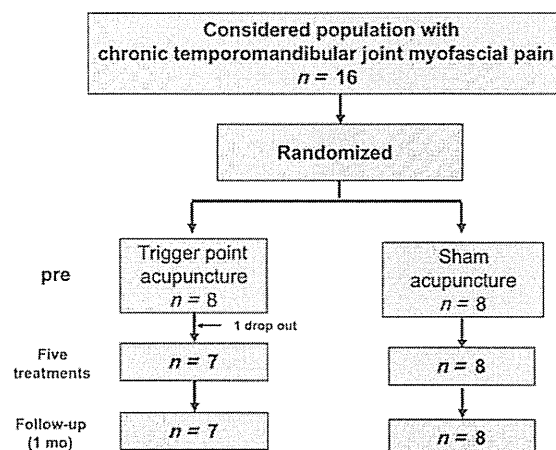 Considered population with
chronic temporomandibular joint myofascial pain
n = 16
Randomized
pre
Trigger point
acupuncture
n = 8
Sham
acupuncture
n = 8
1 drop out
Five
treatments
n = 7
n = 8
Follow-up
(1 mo)
n = 7
n = 8